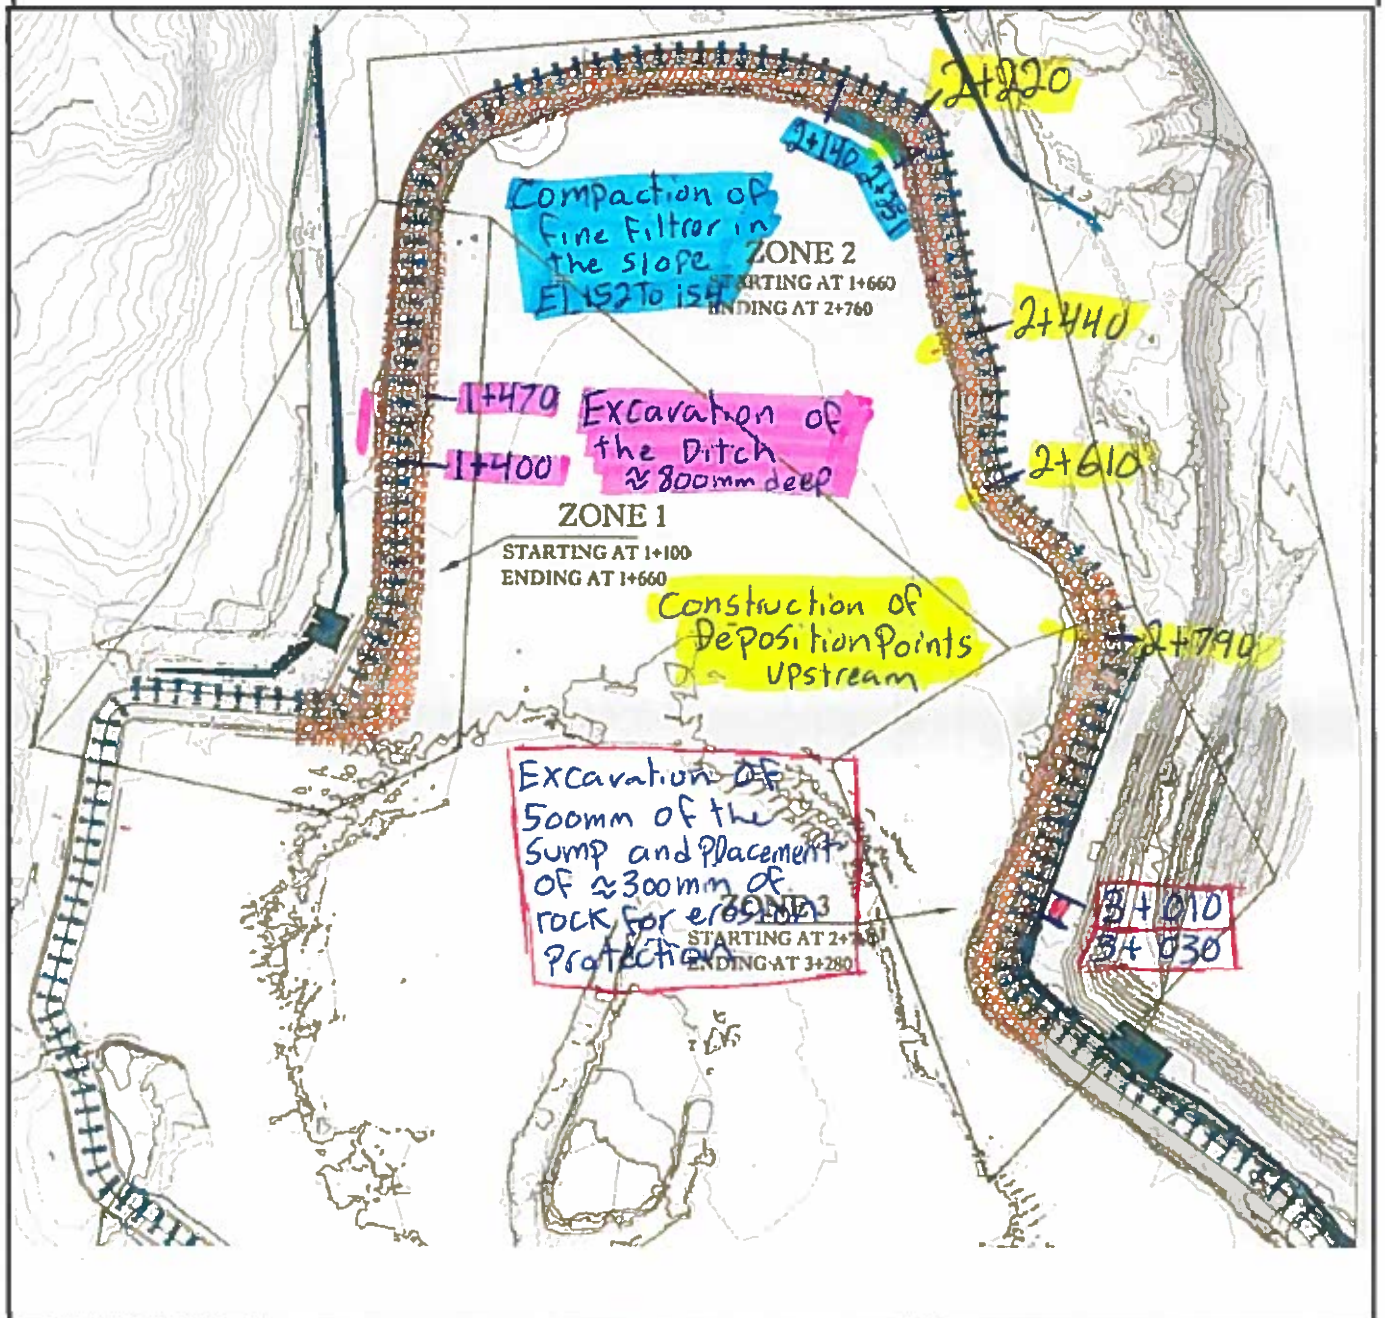 2+220
2+140
Compaction of
fine filtror in
the slope
EL 152 To
ZONE 2
STARTING AT 1+660
ENDING AT 2+760
2+440
1+470
1+400
Excavation of
the Ditch
≈ 800mm deep
2+610
ZONE 1
STARTING AT 1+100
ENDING AT 1+660
Construction of
Deposition Points
upstream
2+790
Excavation of
500mm of the
sump and Placement
of ≈300mm of
rock for erosion
Protection
ZONE 3
STARTING AT
ENDING AT 3+280
3+010
3+030